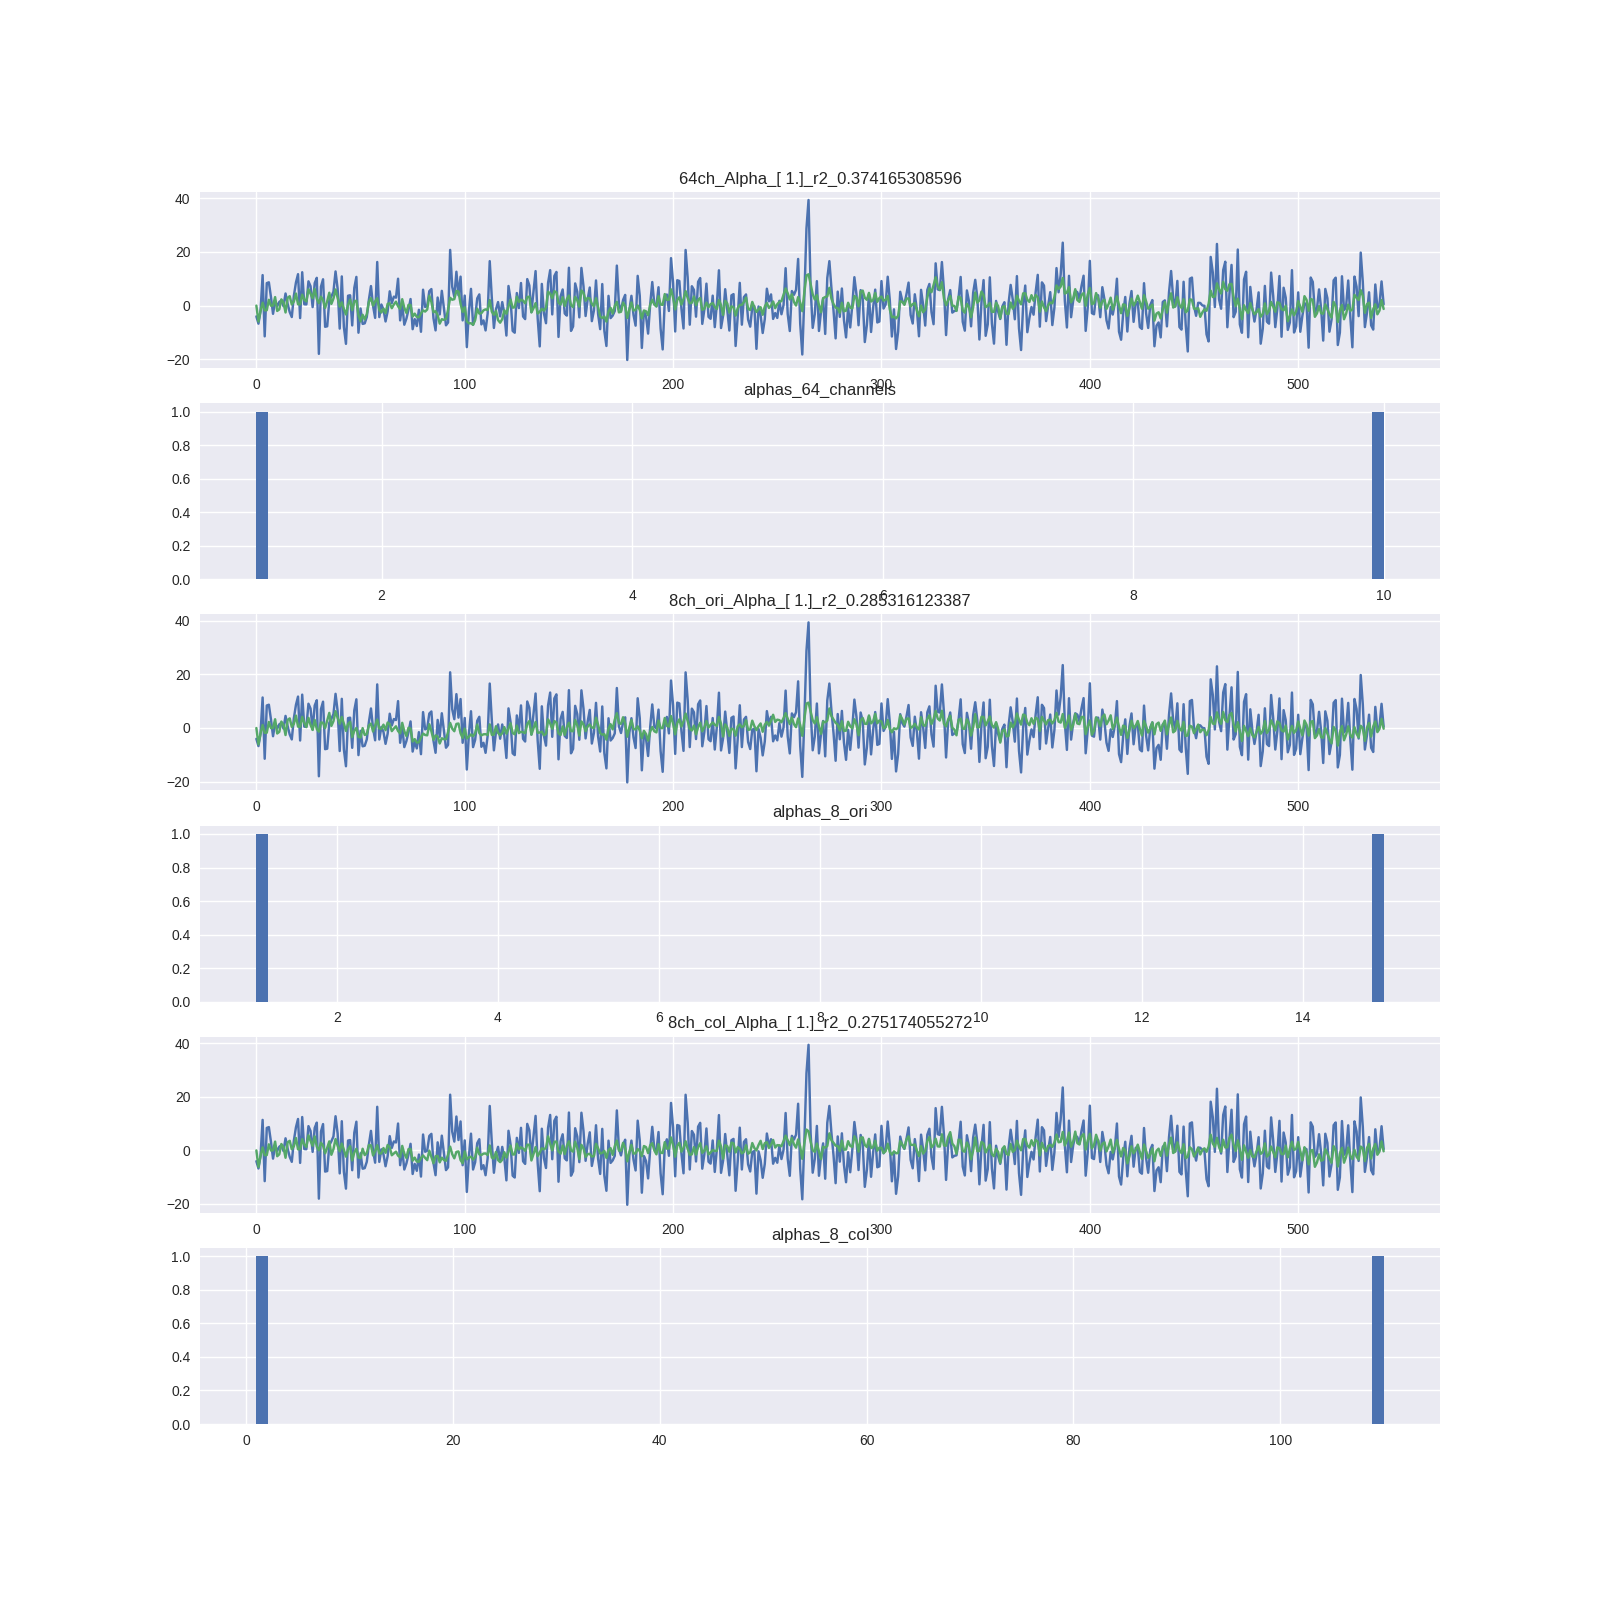 64ch_Alpha_[ 1.]_r2_0.374165308596
40
20
0
−20
0 100 200 300 400 500
alphas_64_channels
1.0
0.8
0.6
0.4
0.2
0.0
2 4 6 8 10
8ch_ori_Alpha_[ 1.]_r2_0.285316123387
40
20
0
−20
0 100 200 300 400 500
alphas_8_ori
1.0
0.8
0.6
0.4
0.2
0.0
2 4 6 8 10 12 14
8ch_col_Alpha_[ 1.]_r2_0.275174055272
40
20
0
−20
0 100 200 300 400 500
alphas_8_col
1.0
0.8
0.6
0.4
0.2
0.0
0 20 40 60 80 100